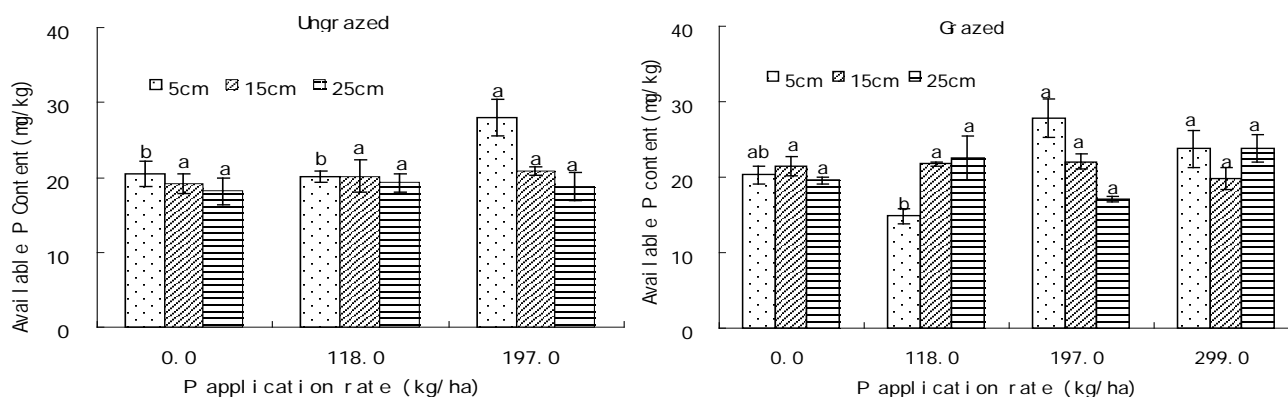 Ungrazed
Available P Content (mg/kg)
40
30
20
10
0
5cm 15cm 25cm
b a a
b a a
a a a
0.0 118.0 197.0
P application rate (kg/ha)
Grazed
Available P content (mg/kg)
40
30
20
10
0
5cm 15cm 25cm
ab a a
b a a
a a a
a a a
0.0 118.0 197.0 299.0
P application rate (kg/ha)